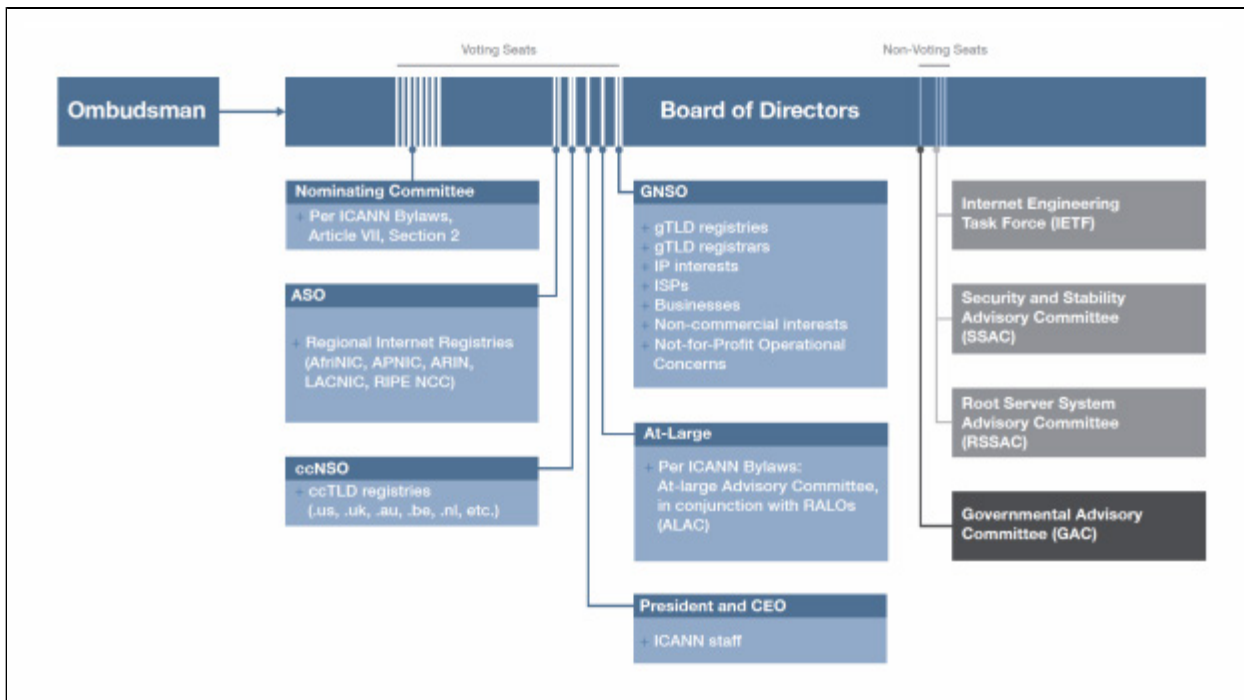 Voting Seats
Non-Voting Seats
Ombudsman
Board of Directors
Nominating Committee
+ Per ICANN Bylaws,
Article VII, Section 2
ASO
+ Regional Internet Registries
(AfriNIC, APNIC, ARIN,
LACNIC, RIPE NCC)
ccNSO
+ ccTLD registries
(.us, .uk, .au, .be, .nl, etc.)
GNSO
+ gTLD registries
+ gTLD registrars
+ IP interests
+ ISPs
+ Businesses
+ Non-commercial interests
+ Not-for-Profit Operational
Concerns
At-Large
+ Per ICANN Bylaws:
At-large Advisory Committee,
in conjunction with RALOs
(ALAC)
President and CEO
+ ICANN staff
Internet Engineering
Task Force (IETF)
Security and Stability
Advisory Committee
(SSAC)
Root Server System
Advisory Committee
(RSSAC)
Governmental Advisory
Committee (GAC)